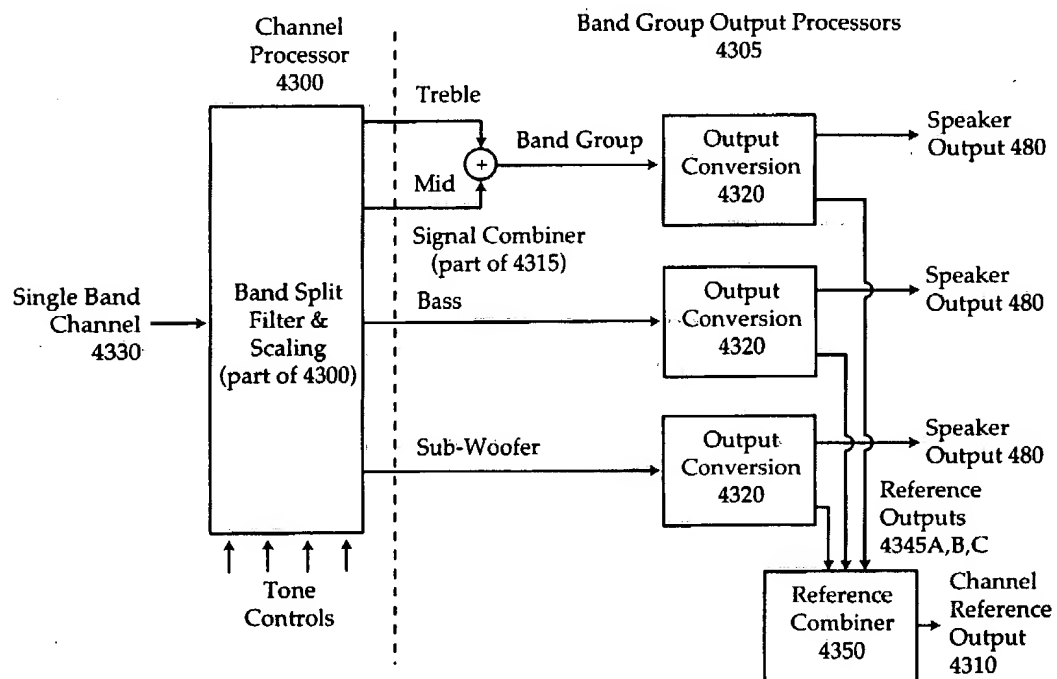 Channel
Processor
4300
Band Group Output Processors
4305
Treble
Mid
+
Band Group
Signal Combiner
(part of 4315)
Output
Conversion
4320
Speaker
Output 480
Single Band
Channel
4330
Band Split
Filter &
Scaling
(part of 4300)
Bass
Output
Conversion
4320
Speaker
Output 480
Sub-Woofer
Output
Conversion
4320
Speaker
Output 480
Reference
Outputs
4345A,B,C
Tone
Controls
Reference
Combiner
4350
Channel
Reference
Output
4310